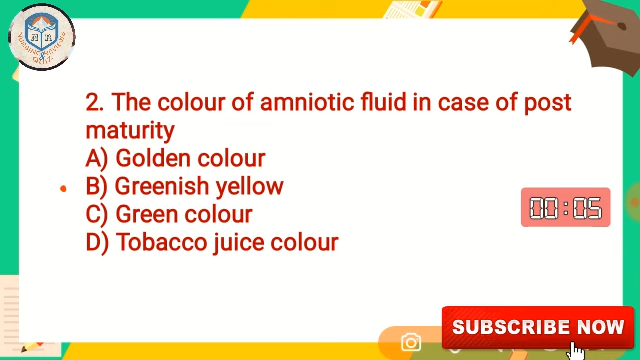 QUIZ
2. The colour of amniotic fluid in case of post
maturity
A) Golden colour
B) Greenish yellow
C) Green colour
D) Tobacco juice colour
00:05
SUBSCRIBE NOW